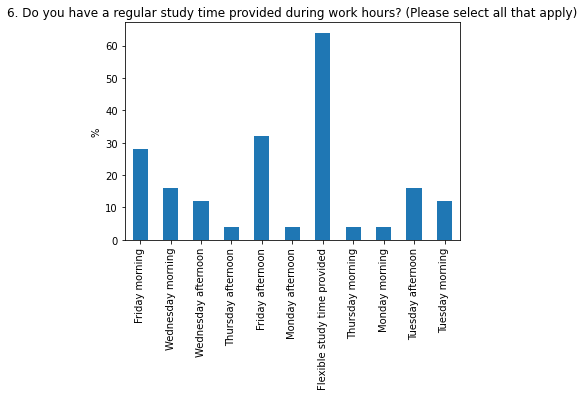 6. Do you have a regular study time provided during work hours? (Please select all that apply)
%
60
50
40
30
20
10
0
Friday morning
Wednesday morning
Wednesday afternoon
Thursday afternoon
Friday afternoon
Monday afternoon
Flexible study time provided
Thursday morning
Monday morning
Tuesday afternoon
Tuesday morning